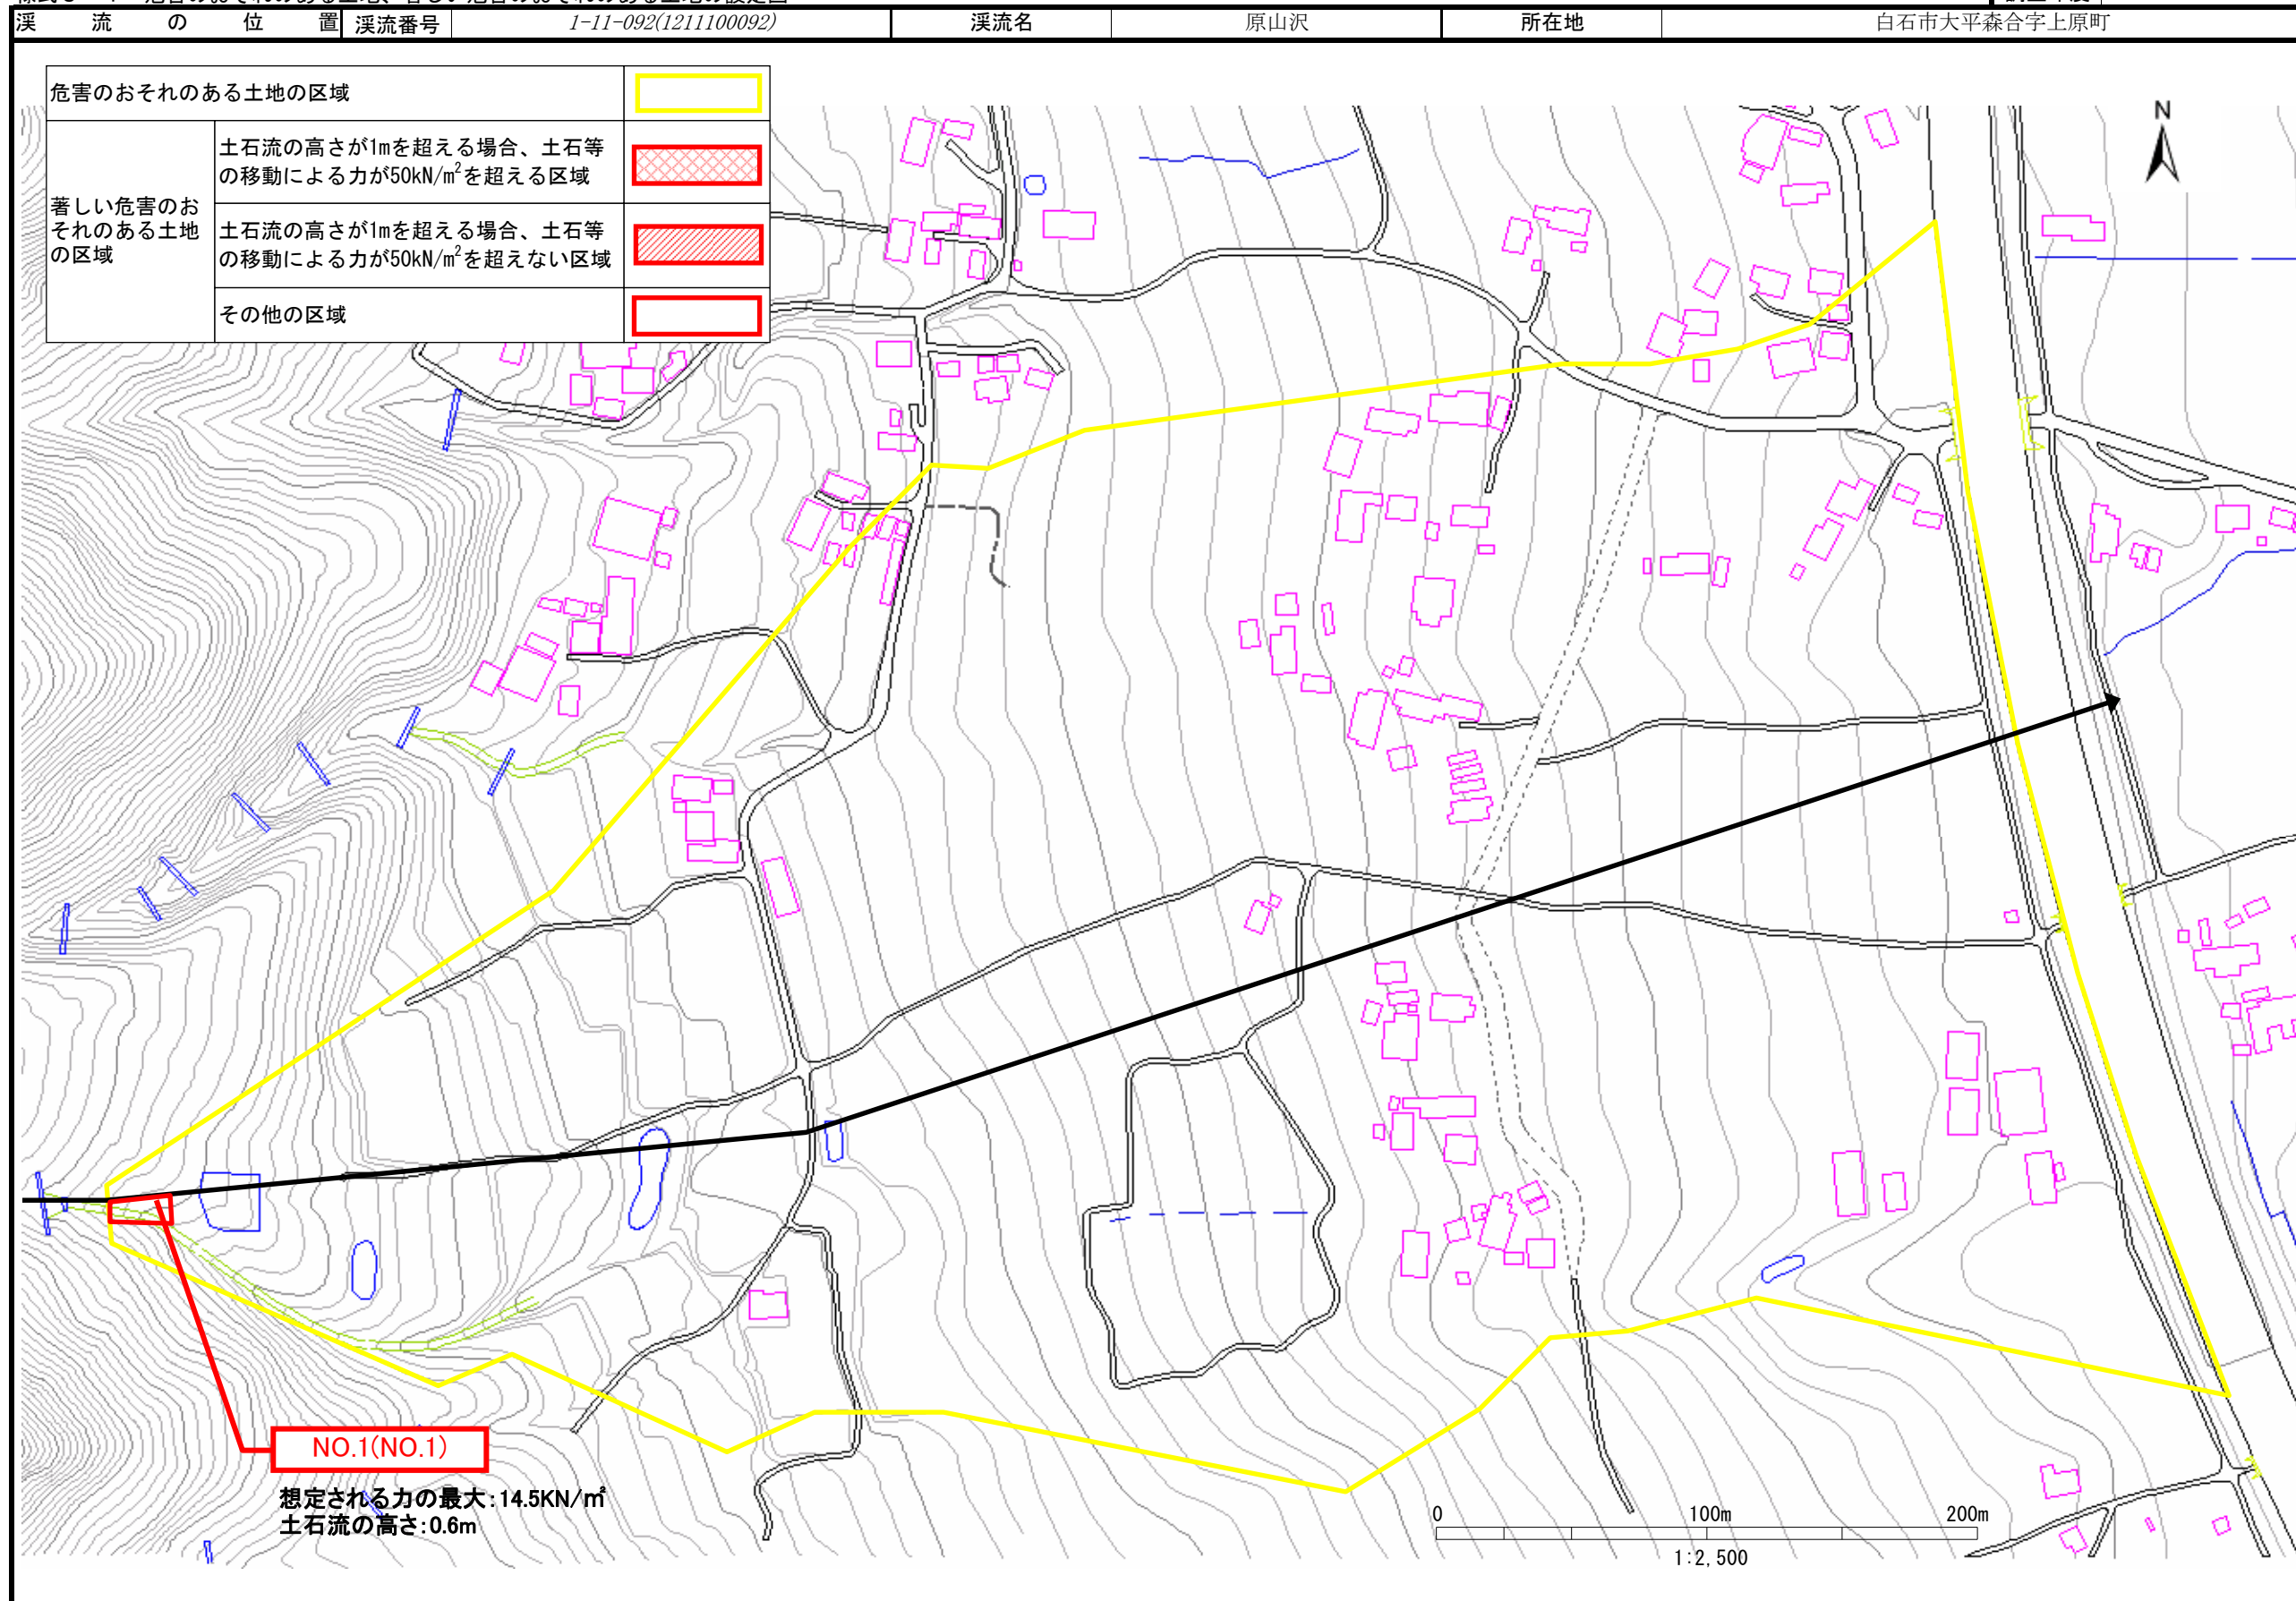 渓流の位置 渓流番号 1-11-092(1211100092) 渓流名 原山沢 所在地 白石市大平森合字上原町
危害のおそれのある土地の区域
著しい危害のお
それのある土地
の区域
土石流の高さが1mを超える場合、土石等
の移動による力が50kN/m²を超える区域
土石流の高さが1mを超える場合、土石等
の移動による力が50kN/m²を超えない区域
その他の区域
N
NO.1(NO.1)
想定される力の最大:14.5KN/㎡
土石流の高さ:0.6m
0 100m 200m
1:2,500